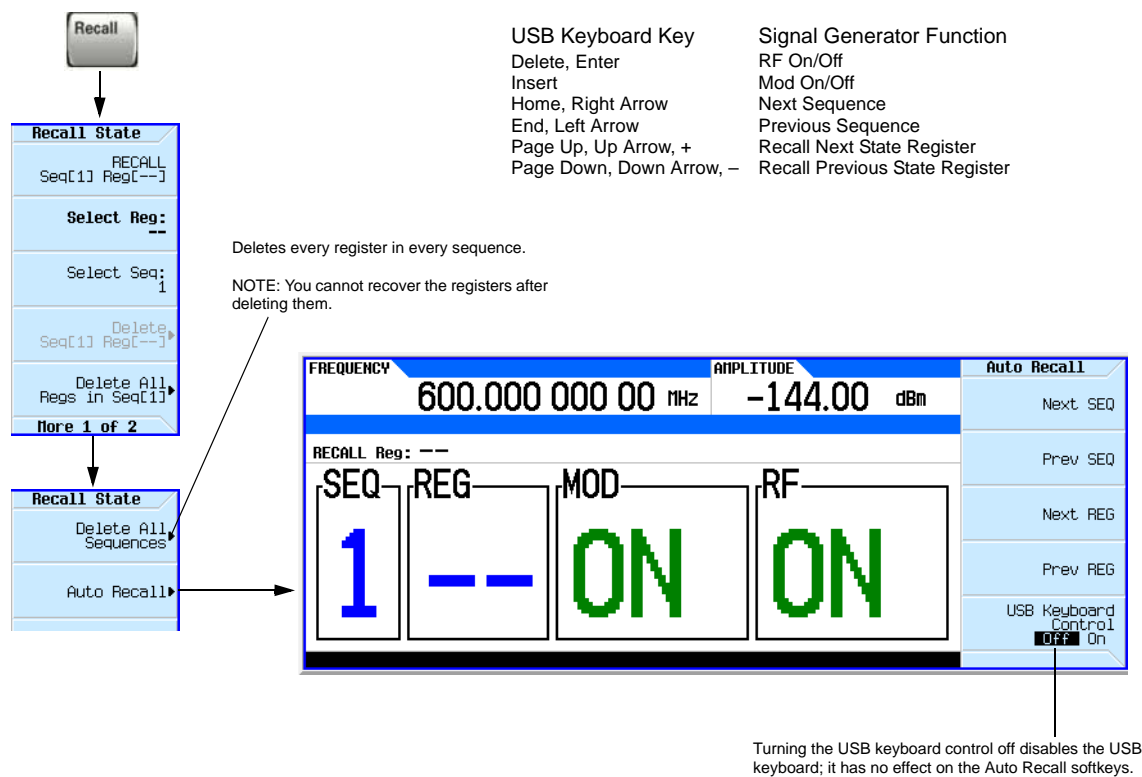 Recall
USB Keyboard Key Signal Generator Function
Delete, Enter RF On/Off
Insert Mod On/Off
Home, Right Arrow Next Sequence
End, Left Arrow Previous Sequence
Page Up, Up Arrow, + Recall Next State Register
Page Down, Down Arrow, – Recall Previous State Register
Recall State
RECALL
Seq[1] Reg[--]
Select Reg:
--
Select Seq:
1
Delete
Seq[1] Reg[--]
Delete All
Regs in Seq[1]
More 1 of 2
Deletes every register in every sequence.
NOTE: You cannot recover the registers after
deleting them.
Recall State
Delete All
Sequences
Auto Recall
FREQUENCY
600.000 000 00 MHz
AMPLITUDE
-144.00 dBm
RECALL Reg: --
SEQ REG MOD RF
1 -- ON ON
Auto Recall
Next SEQ
Prev SEQ
Next REG
Prev REG
USB Keyboard
Control
Off On
Turning the USB keyboard control off disables the USB
keyboard; it has no effect on the Auto Recall softkeys.